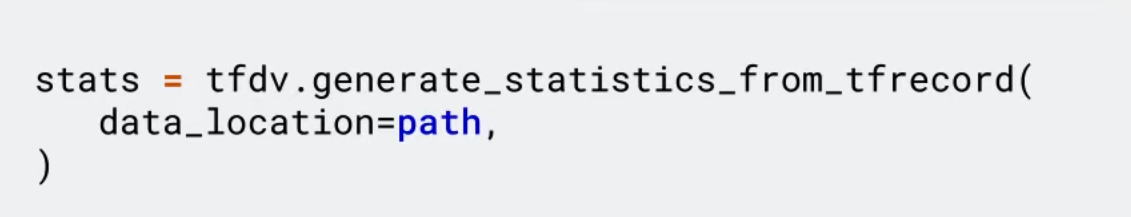 stats = tfdv.generate_statistics_from_tfrecord(
   data_location=path,
)